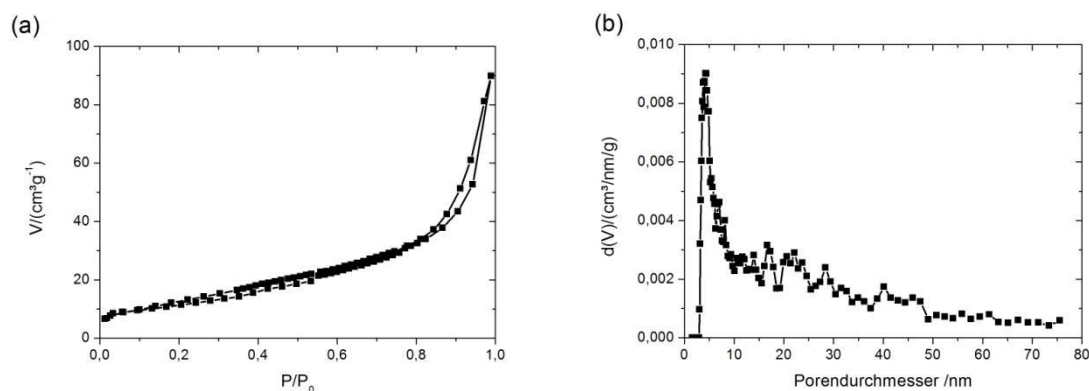 (a)
100
80
60
40
20
0
V/(cm³g⁻¹)
0,0 0,2 0,4 0,6 0,8 1,0
P/P₀
(b)
0,010
0,008
0,006
0,004
0,002
0,000
d(V)/(cm³/nm/g)
0 10 20 30 40 50 60 70 80
Porendurchmesser /nm